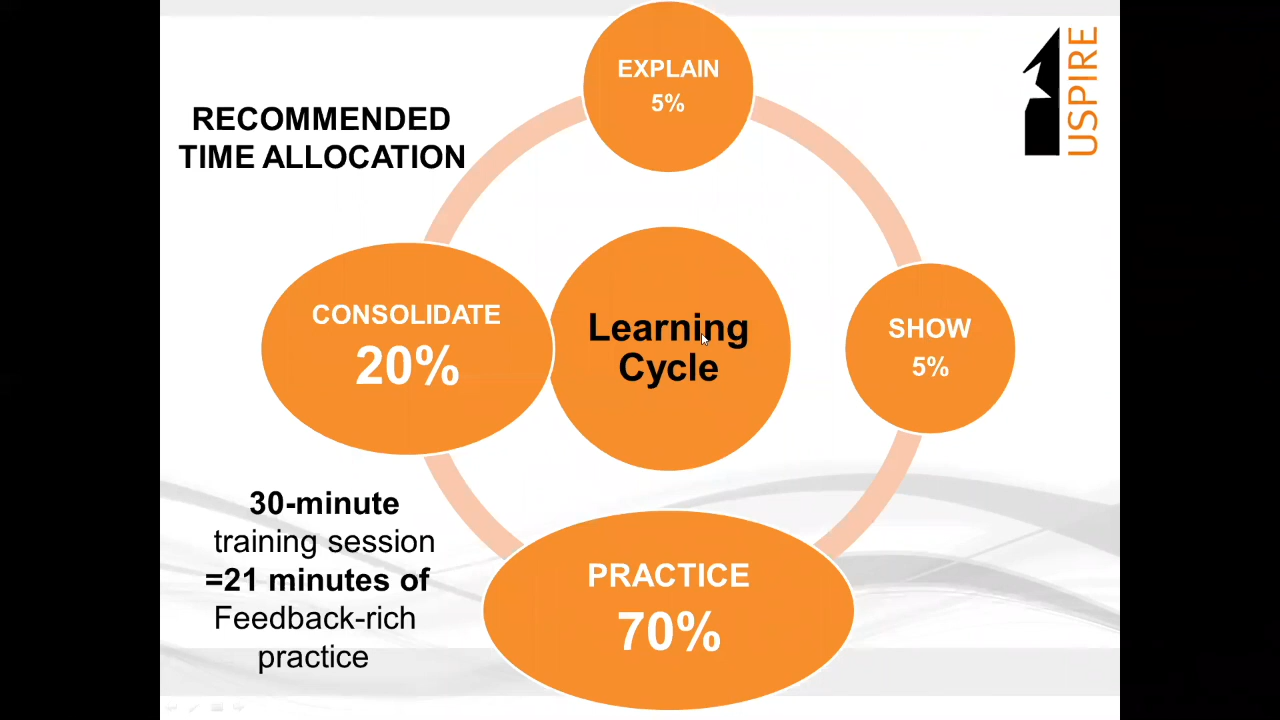 RECOMMENDED
TIME ALLOCATION
EXPLAIN
5%
USPIRE
CONSOLIDATE
20%
Learning
Cycle
SHOW
5%
30-minute
training session
=21 minutes of
Feedback-rich
practice
PRACTICE
70%